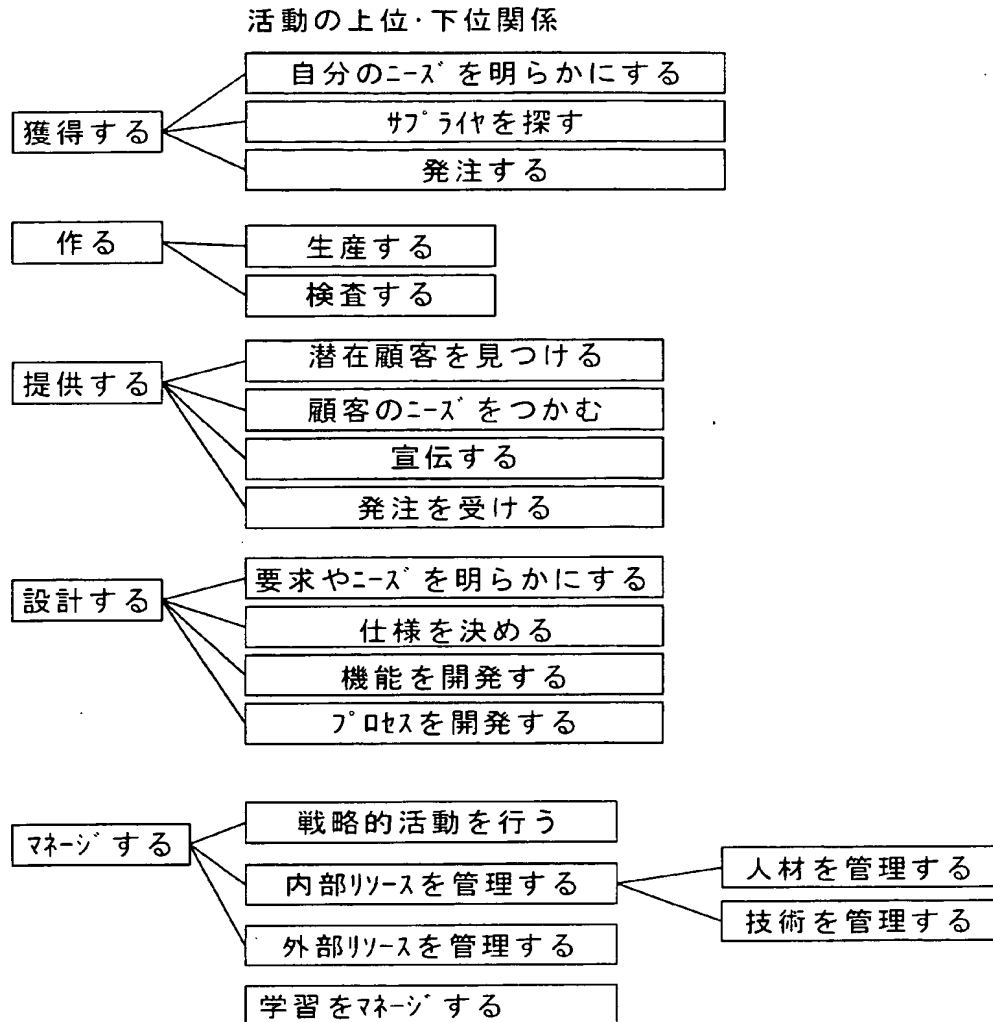 活動の上位・下位関係
獲得する
自分のﾆｰｽﾞを明らかにする
ｻﾌﾟﾗｲﾔを探す
発注する
作る
生産する
検査する
提供する
潜在顧客を見つける
顧客のﾆｰｽﾞをつかむ
宣伝する
発注を受ける
設計する
要求やﾆｰｽﾞを明らかにする
仕様を決める
機能を開発する
ﾌﾟﾛｾｽを開発する
ﾏﾈｰｼﾞする
戦略的活動を行う
内部ﾘｿｰｽを管理する
人材を管理する
技術を管理する
外部ﾘｿｰｽを管理する
学習をﾏﾈｰｼﾞする